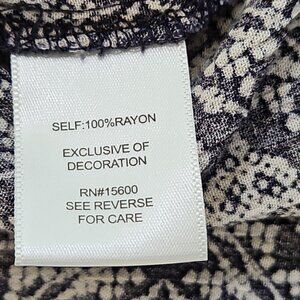 SELF:100%RAYON
EXCLUSIVE OF
DECORATION
RN#15600
SEE REVERSE
FOR CARE